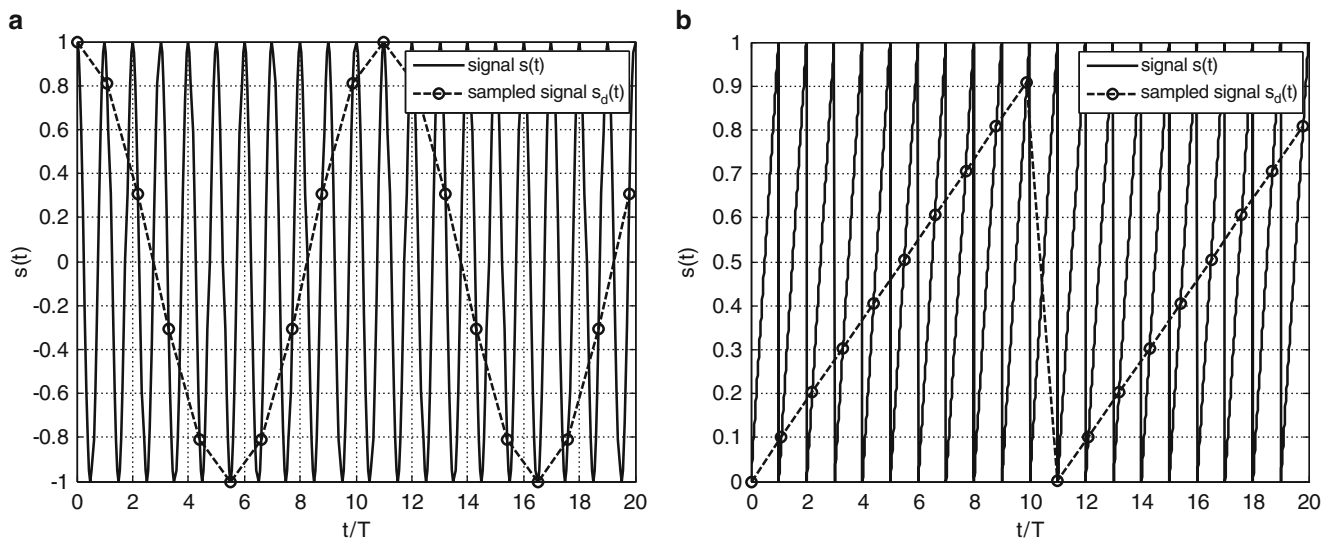 a
1
0.8
0.6
0.4
0.2
0
-0.2
-0.4
-0.6
-0.8
-1
s(t)
0 2 4 6 8 10 12 14 16 18 20
t/T
signal s(t)
sampled signal s_d(t)
b
1
0.9
0.8
0.7
0.6
0.5
0.4
0.3
0.2
0.1
0
s(t)
0 2 4 6 8 10 12 14 16 18 20
t/T
signal s(t)
sampled signal s_d(t)